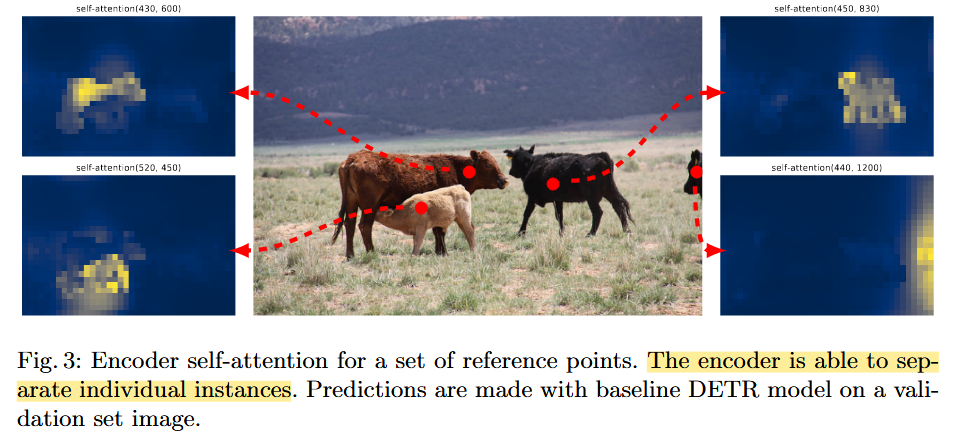 self-attention(430, 600)
self-attention(450, 830)
self-attention(520, 450)
self-attention(440, 1200)
Fig. 3: Encoder self-attention for a set of reference points. The encoder is able to sep-
arate individual instances. Predictions are made with baseline DETR model on a vali-
dation set image.